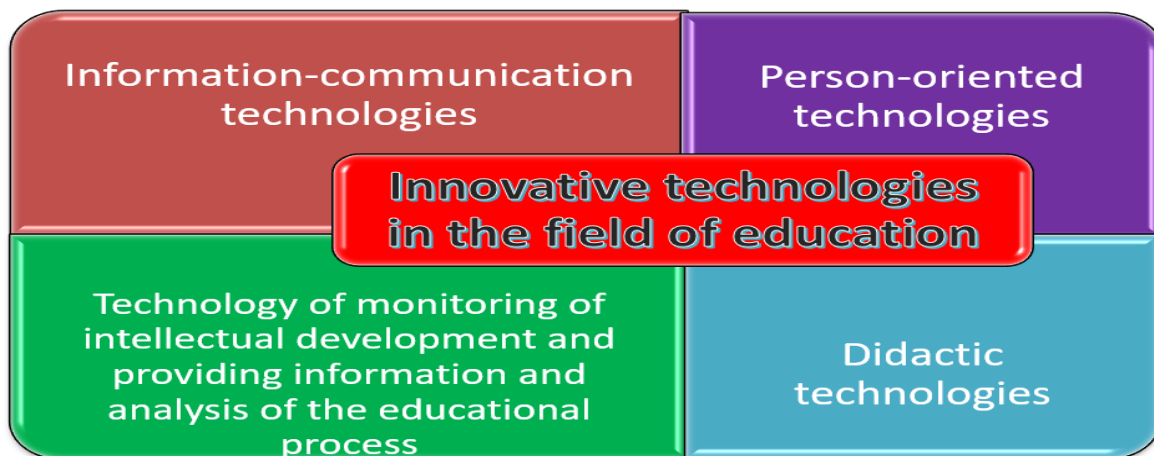 Information-communication
technologies
Person-oriented
technologies
Innovative technologies
in the field of education
Technology of monitoring of
intellectual development and
providing information and
analysis of the educational
process
Didactic
technologies